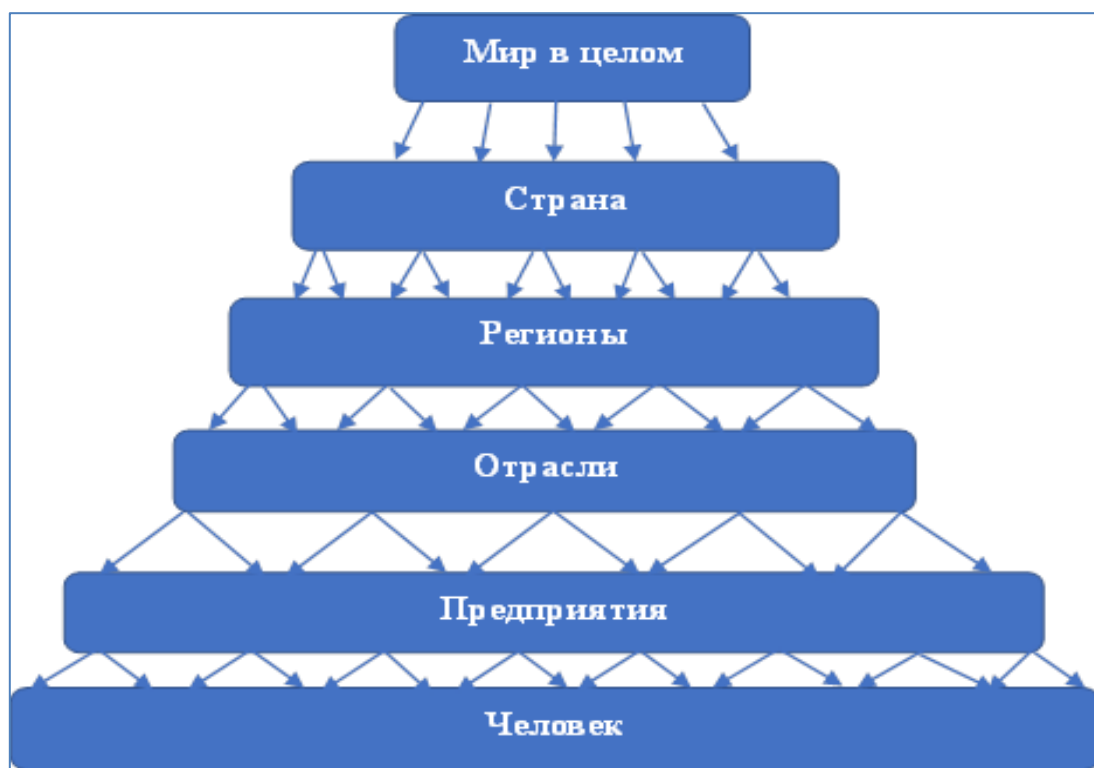 Мир в целом
Страна
Регионы
Отрасли
Предприятия
Человек